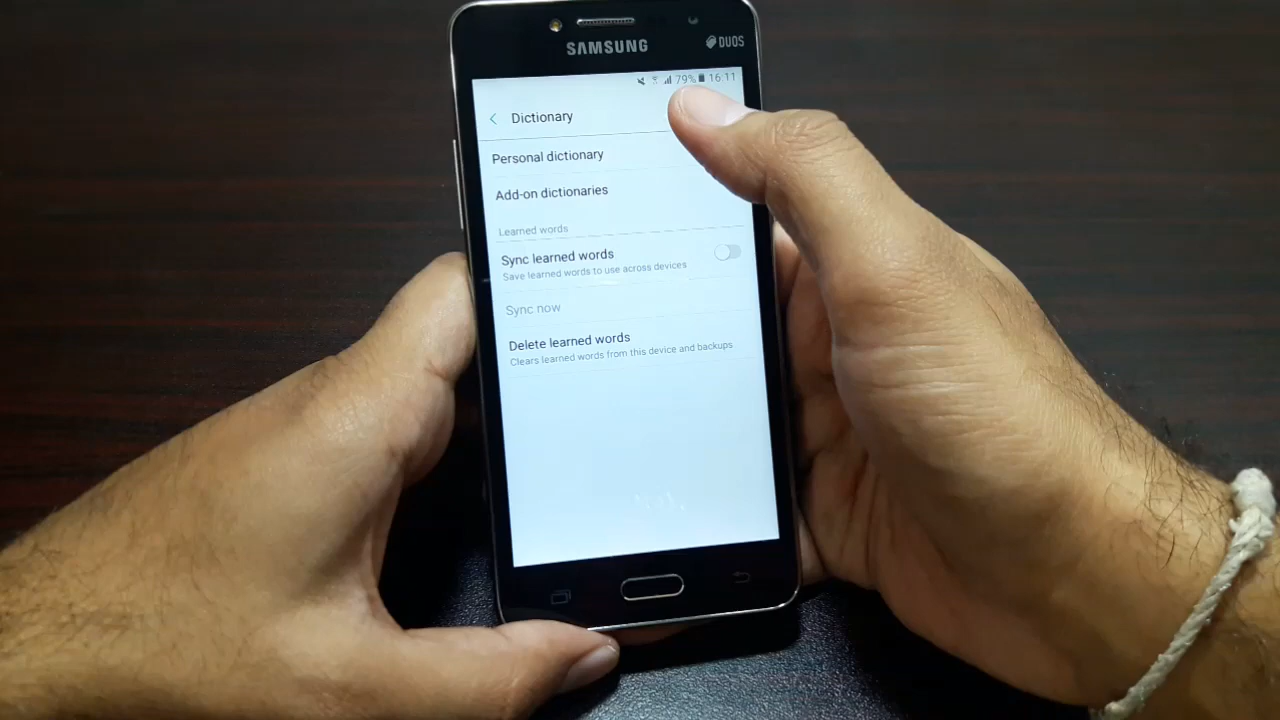 SAMSUNG
DUOS
79% 16:11
Dictionary
Personal dictionary
Add-on dictionaries
Learned words
Sync learned words
Save learned words to use across devices
Sync now
Delete learned words
Clears learned words from this device and backups